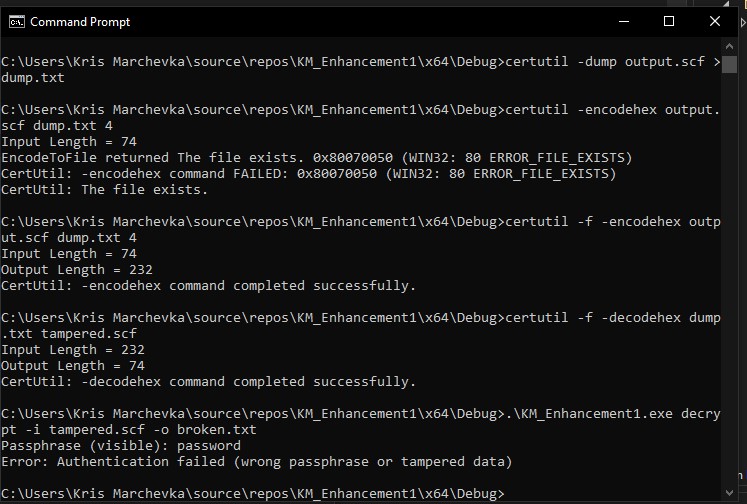 Command Prompt
C:\Users\Kris Marchevka\source\repos\KM_Enhancement1\x64\Debug>certutil -dump output.scf >
dump.txt
C:\Users\Kris Marchevka\source\repos\KM_Enhancement1\x64\Debug>certutil -encodehex output.
scf dump.txt 4
Input Length = 74
EncodeToFile returned The file exists. 0x80070050 (WIN32: 80 ERROR_FILE_EXISTS)
CertUtil: -encodehex command FAILED: 0x80070050 (WIN32: 80 ERROR_FILE_EXISTS)
CertUtil: The file exists.
C:\Users\Kris Marchevka\source\repos\KM_Enhancement1\x64\Debug>certutil -f -encodehex outp
ut.scf dump.txt 4
Input Length = 74
Output Length = 232
CertUtil: -encodehex command completed successfully.
C:\Users\Kris Marchevka\source\repos\KM_Enhancement1\x64\Debug>certutil -f -decodehex dump
.txt tampered.scf
Input Length = 232
Output Length = 74
CertUtil: -decodehex command completed successfully.
C:\Users\Kris Marchevka\source\repos\KM_Enhancement1\x64\Debug>.\KM_Enhancement1.exe decry
pt -i tampered.scf -o broken.txt
Passphrase (visible): password
Error: Authentication failed (wrong passphrase or tampered data)
C:\Users\Kris Marchevka\source\repos\KM_Enhancement1\x64\Debug>